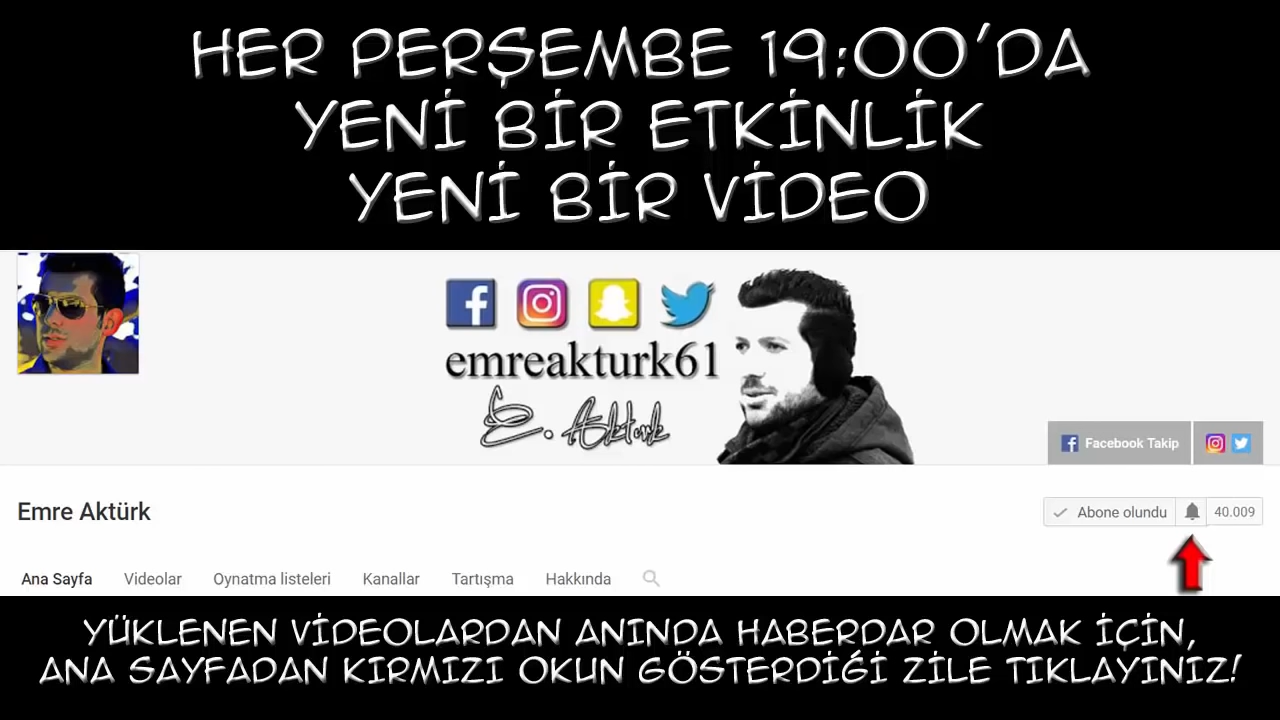 HER PERŞEMBE 19:00'DA
YENİ BİR ETKİNLİK
YENİ BİR VİDEO
emreakturk61
E. Aktürk
Facebook Takip
Emre Aktürk
Abone olundu 40.009
Ana Sayfa Videolar Oynatma listeleri Kanallar Tartışma Hakkında
YÜKLENEN VİDEOLARDAN ANINDA HABERDAR OLMAK İÇİN,
ANA SAYFADAN KIRMIZI OKUN GÖSTERDİĞİ ZİLE TIKLAYINIZ!